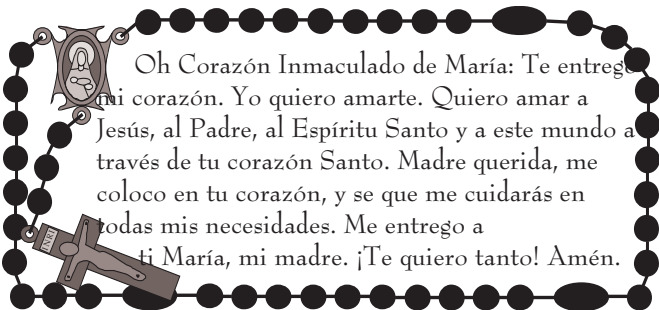 Oh Corazón Inmaculado de María: Te entrego
mi corazón. Yo quiero amarte. Quiero amar a
Jesús, al Padre, al Espíritu Santo y a este mundo a
través de tu corazón Santo. Madre querida, me
coloco en tu corazón, y se que me cuidarás en
todas mis necesidades. Me entrego a
ti María, mi madre. ¡Te quiero tanto! Amén.
INRI